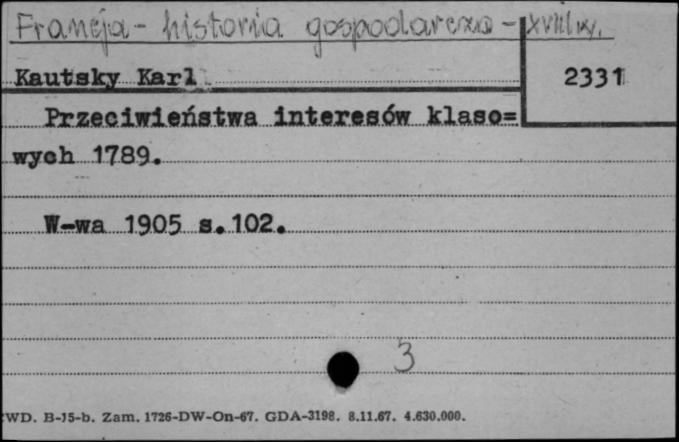 Francja - historia gospodarcza - XVIII w.
Kautsky Karl
2331
Przeciwieństwa interesów klaso=
wych 1789.
W-wa 1905 s.102.
3
WD. B-15-b. Zam. 1726-DW-On-67. GDA-3198. 8.11.67. 4.630.000.